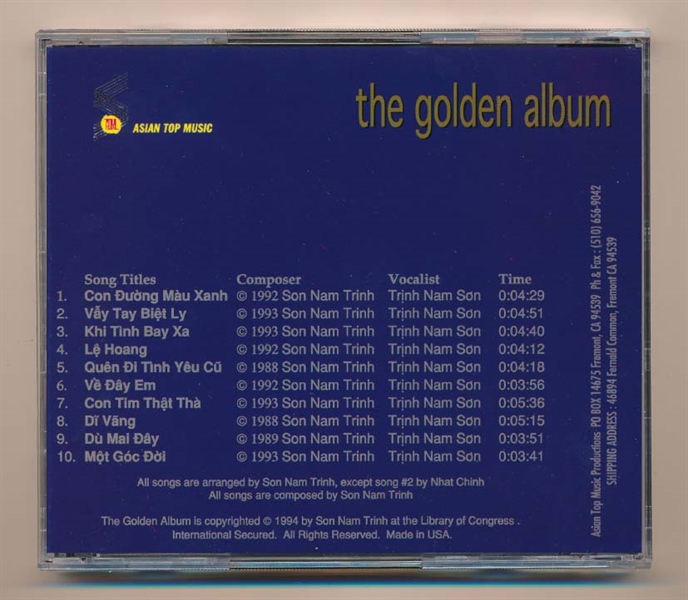 the golden album
ASIAN TOP MUSIC
Song Titles Composer Vocalist Time
1. Con Đường Màu Xanh © 1992 Son Nam Trinh Trịnh Nam Sơn 0:04:29
2. Vẫy Tay Biệt Ly © 1993 Son Nam Trinh Trịnh Nam Sơn 0:04:51
3. Khi Tình Bay Xa © 1993 Son Nam Trinh Trịnh Nam Sơn 0:04:40
4. Lệ Hoang © 1992 Son Nam Trinh Trịnh Nam Sơn 0:04:12
5. Quên Đi Tình Yêu Cũ © 1988 Son Nam Trinh Trịnh Nam Sơn 0:04:18
6. Về Đây Em © 1992 Son Nam Trinh Trịnh Nam Sơn 0:03:56
7. Con Tim Thật Thà © 1993 Son Nam Trinh Trịnh Nam Sơn 0:05:36
8. Dĩ Vãng © 1988 Son Nam Trinh Trịnh Nam Sơn 0:05:15
9. Dù Mai Đây © 1989 Son Nam Trinh Trịnh Nam Sơn 0:03:51
10. Một Góc Đời © 1993 Son Nam Trinh Trịnh Nam Sơn 0:03:41
All songs are arranged by Son Nam Trinh, except song #2 by Nhat Chinh
All songs are composed by Son Nam Trinh
The Golden Album is copyrighted © 1994 by Son Nam Trinh at the Library of Congress .
International Secured. All Rights Reserved. Made in USA.
Asian Top Music Productions PO BOX 14675 Fremont, CA 94539 Ph & Fax : (510) 656-9042
SHIPPING ADDRESS : 46894 Fernald Common, Fremont CA 94539